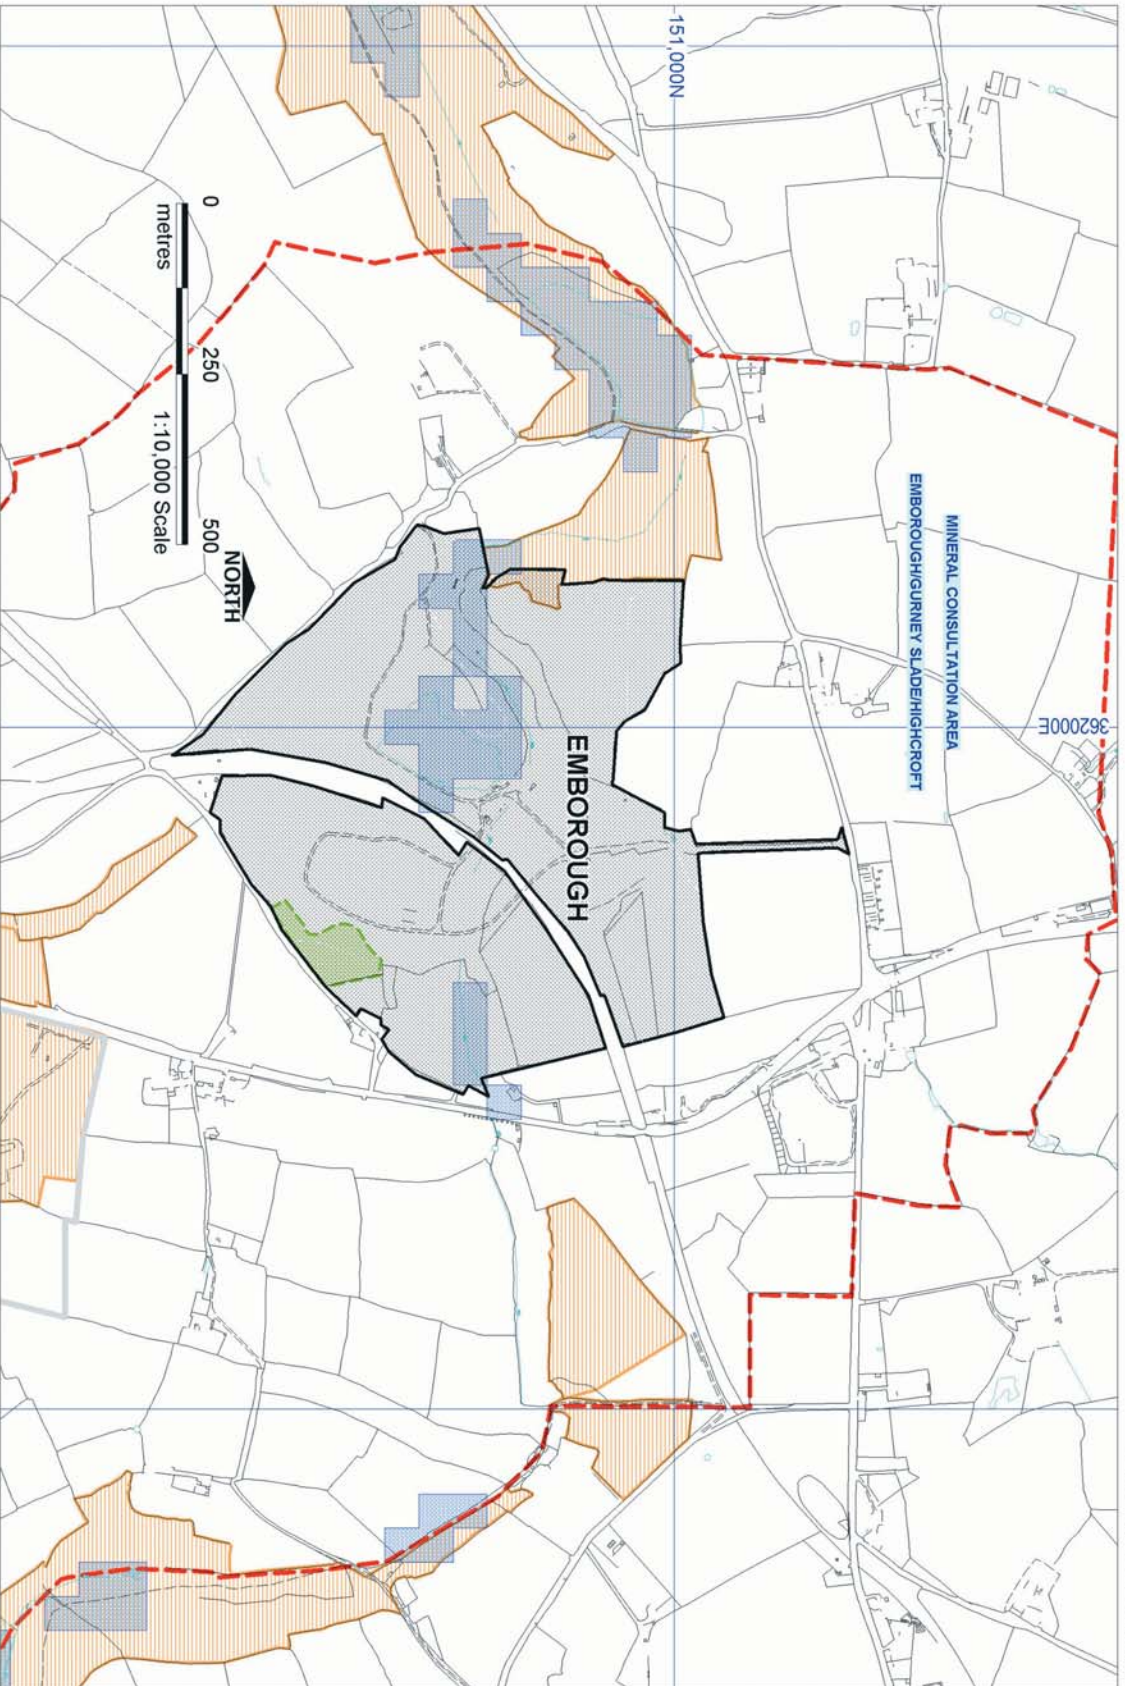 151,000N
MINERAL CONSULTATION AREA
EMBOROUGH/GURNEY SLADE/HIGHCROFT
362000E
EMBOROUGH
NORTH
0
250
500
metres
1:10,000 Scale